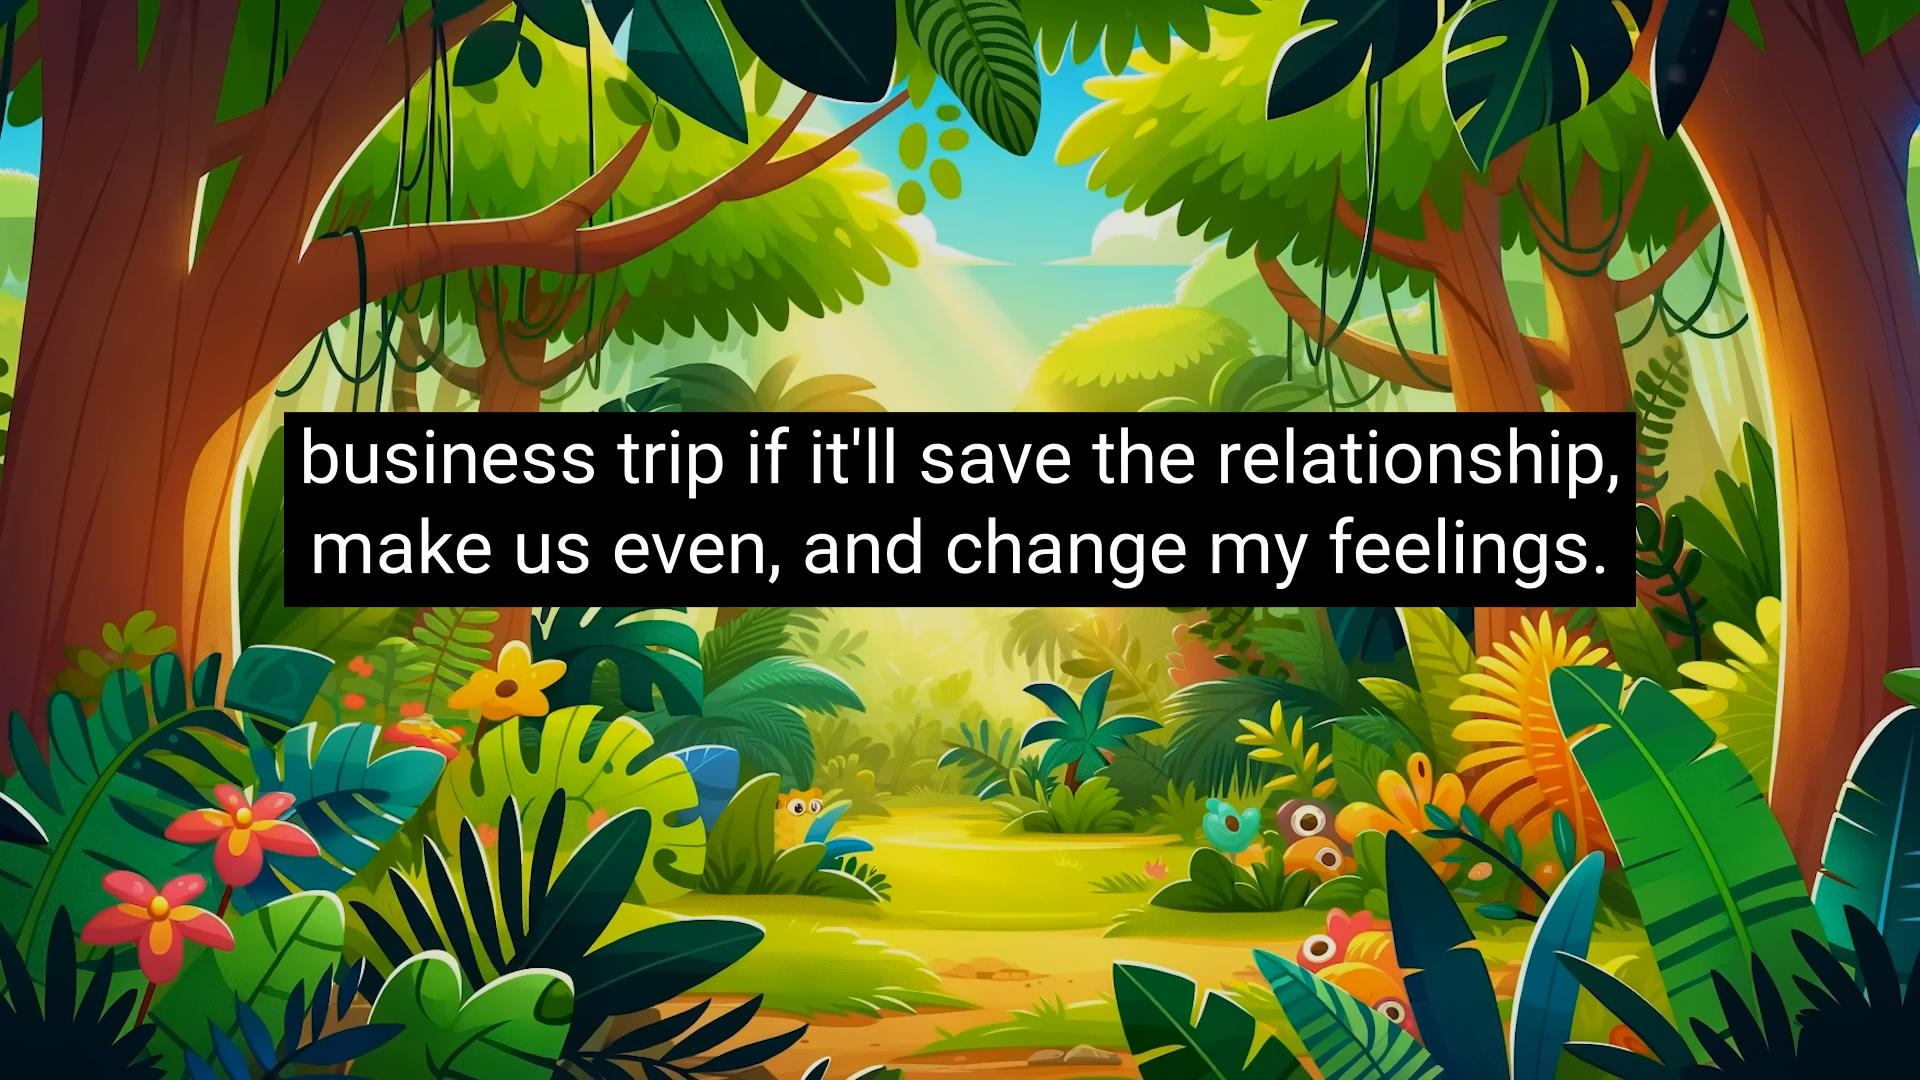 business trip if it'll save the relationship,
make us even, and change my feelings.